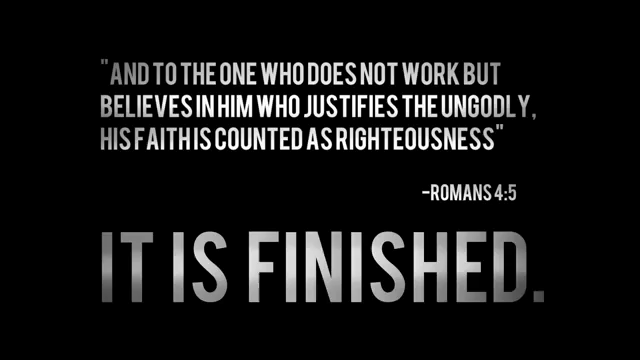 "AND TO THE ONE WHO DOES NOT WORK BUT
BELIEVES IN HIM WHO JUSTIFIES THE UNGODLY,
HIS FAITH IS COUNTED AS RIGHTEOUSNESS"
-ROMANS 4:5
IT IS FINISHED.